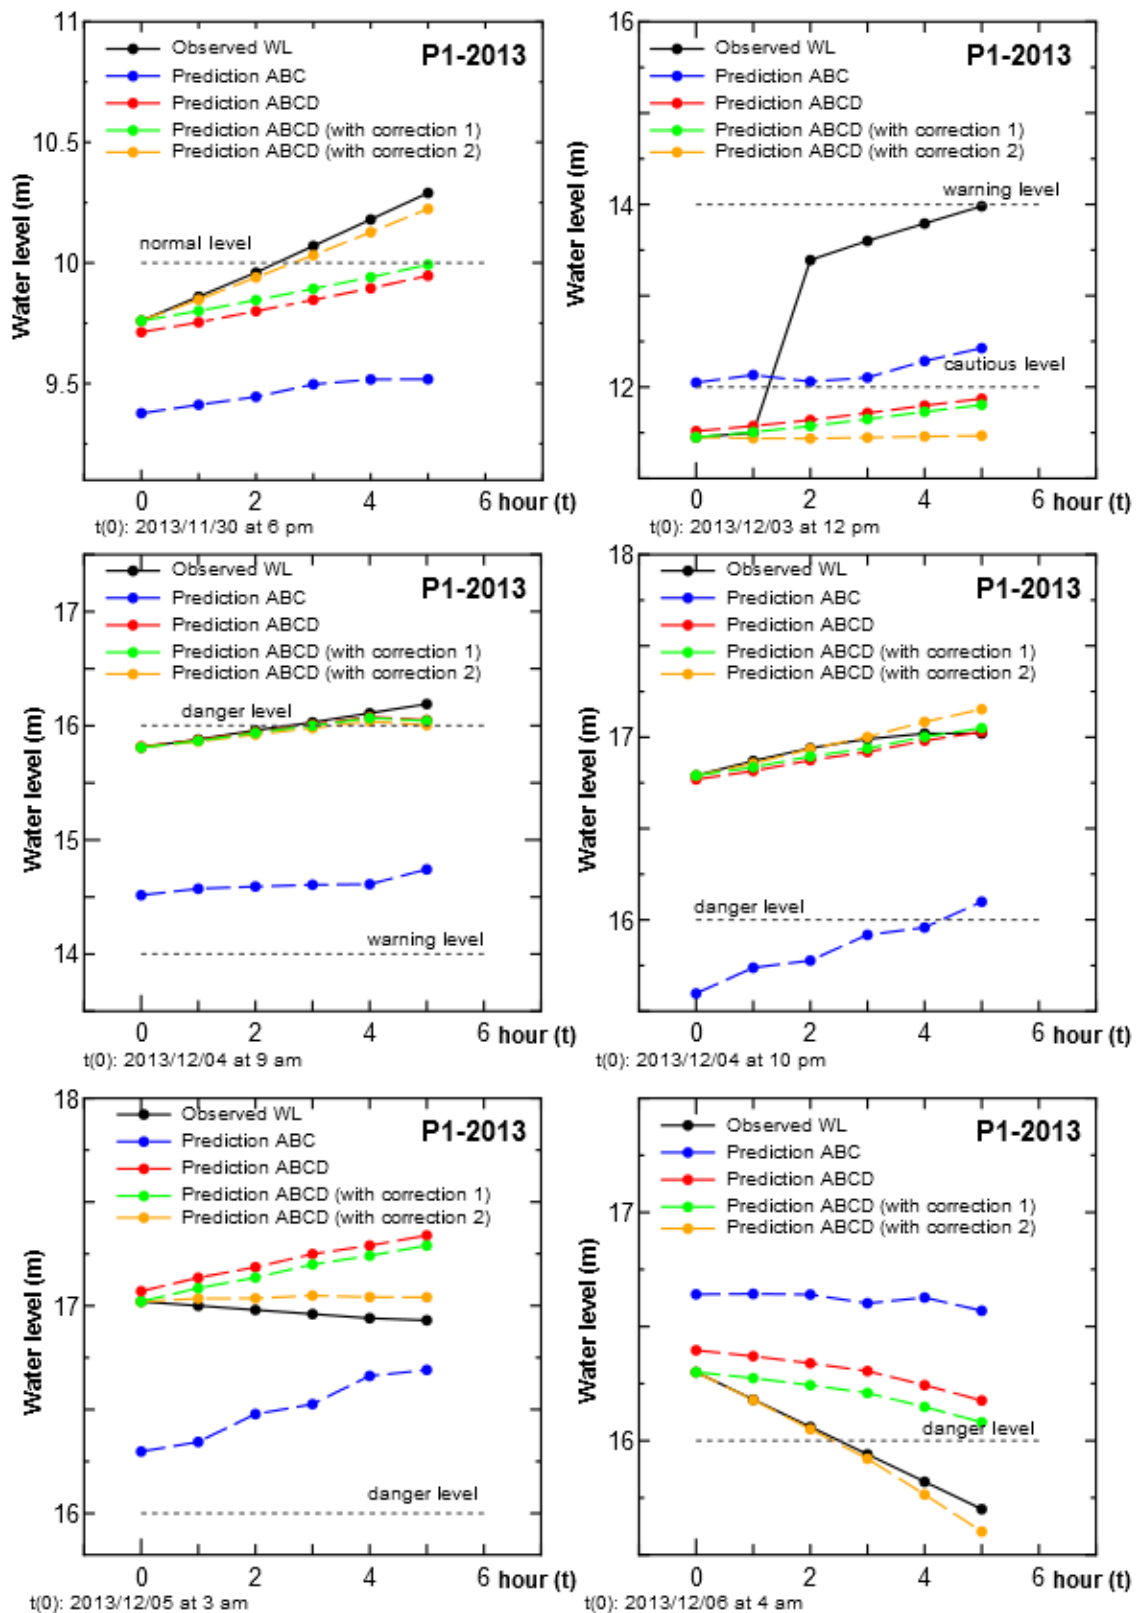 11
Observed WL
P1-2013
Prediction ABC
Prediction ABCD
Prediction ABCD (with correction 1)
Prediction ABCD (with correction 2)
10.5
normal level
10
9.5
Water level (m)
0 2 4 6 hour (t)
t(0): 2013/11/30 at 6 pm
16
Observed WL
P1-2013
Prediction ABC
Prediction ABCD
Prediction ABCD (with correction 1)
Prediction ABCD (with correction 2)
warning level
14
cautious level
12
Water level (m)
0 2 4 6 hour (t)
t(0): 2013/12/03 at 12 pm
Observed WL
P1-2013
Prediction ABC
17
Prediction ABCD
Prediction ABCD (with correction 1)
Prediction ABCD (with correction 2)
danger level
16
15
warning level
14
Water level (m)
0 2 4 6 hour (t)
t(0): 2013/12/04 at 9 am
18
Observed WL
P1-2013
Prediction ABC
Prediction ABCD
Prediction ABCD (with correction 1)
Prediction ABCD (with correction 2)
17
danger level
16
Water level (m)
0 2 4 6 hour (t)
t(0): 2013/12/04 at 10 pm
18
Observed WL
P1-2013
Prediction ABC
Prediction ABCD
Prediction ABCD (with correction 1)
Prediction ABCD (with correction 2)
17
danger level
16
Water level (m)
0 2 4 6 hour (t)
t(0): 2013/12/05 at 3 am
Observed WL
P1-2013
Prediction ABC
Prediction ABCD
Prediction ABCD (with correction 1)
17
Prediction ABCD (with correction 2)
danger level
16
Water level (m)
0 2 4 6 hour (t)
t(0): 2013/12/06 at 4 am